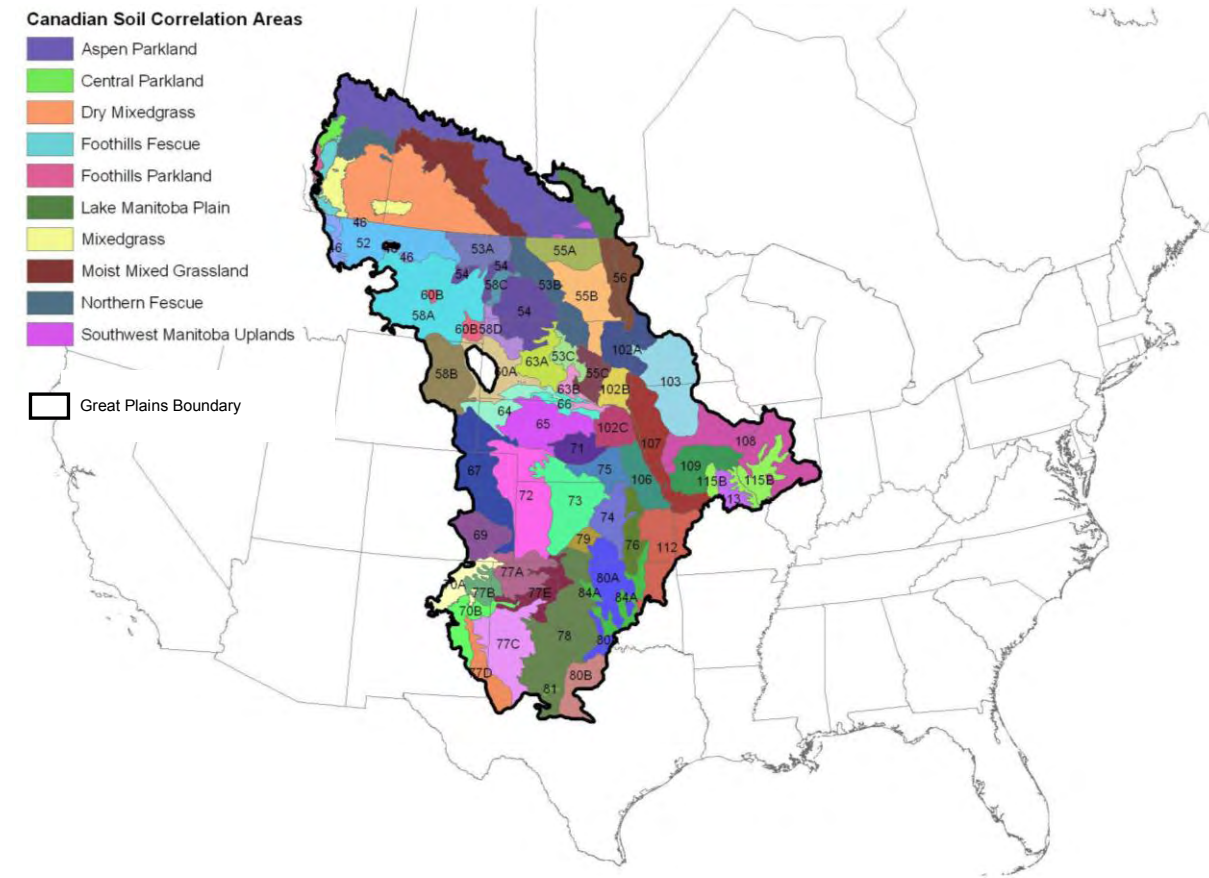 Canadian Soil Correlation Areas
Aspen Parkland
Central Parkland
Dry Mixedgrass
Foothills Fescue
Foothills Parkland
Lake Manitoba Plain
Mixedgrass
Moist Mixed Grassland
Northern Fescue
Southwest Manitoba Uplands
Great Plains Boundary
46
52
46
53A
55A
46
54
54
58C
53B
56
60B
55B
58A
54
60B
58D
102A
63A
53C
58B
55C
103
63B
102B
66
64
65
102C
107
108
71
67
75
109
106
115B
115B
72
73
74
69
79
76
112
77A
80A
77B
77E
84A
84A
70B
78
77C
80B
81